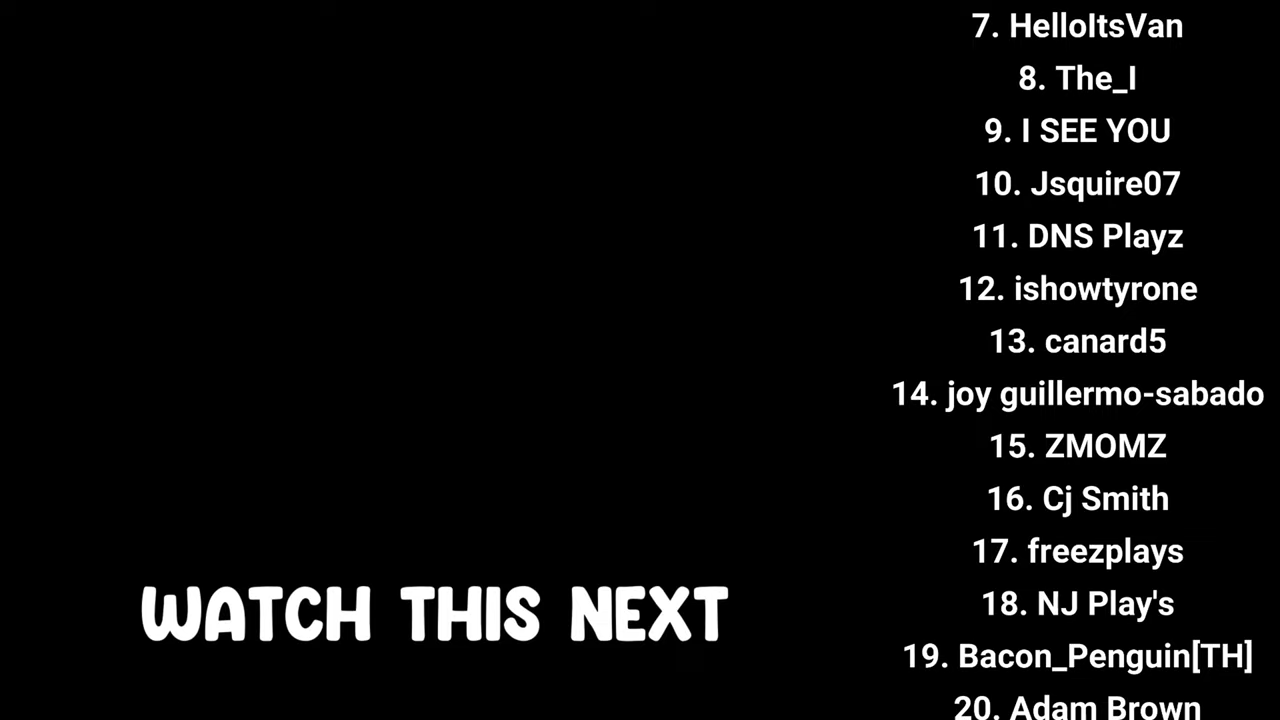 7. HelloItsVan
8. The_I
9. I SEE YOU
10. Jsquire07
11. DNS Playz
12. ishowtyrone
13. canard5
14. joy guillermo-sabado
15. ZMOMZ
16. Cj Smith
17. freezplays
18. NJ Play's
19. Bacon_Penguin[TH]
20. Adam Brown
WATCH THIS NEXT